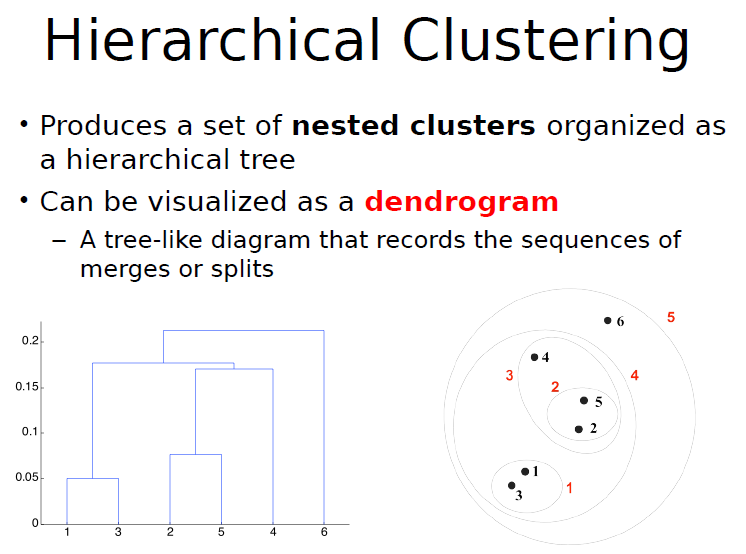 Hierarchical Clustering
• Produces a set of nested clusters organized as
a hierarchical tree
• Can be visualized as a dendrogram
– A tree-like diagram that records the sequences of
merges or splits
0.2
0.15
0.1
0.05
0
1 3 2 5 4 6
6 5
4
3 4
2
5
2
1
3 1